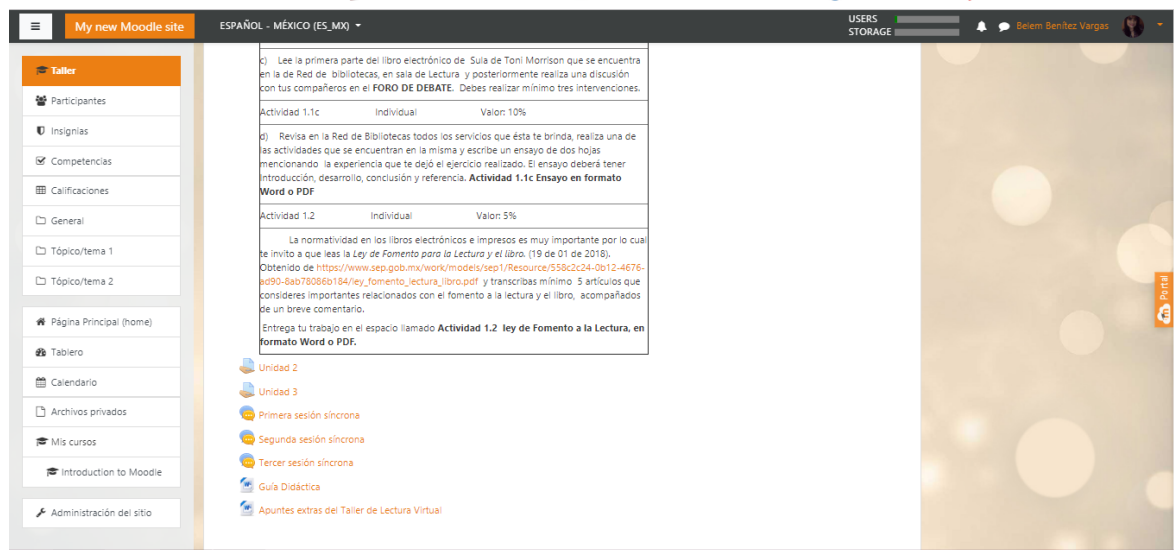 My new Moodle site
ESPAÑOL - MÉXICO (ES_MX)
USERS
STORAGE
Belem Benítez Vargas
Taller
Participantes
Insignias
Competencias
Calificaciones
General
Tópico/tema 1
Tópico/tema 2
Página Principal (home)
Tablero
Calendario
Archivos privados
Mis cursos
Introduction to Moodle
Administración del sitio
c) Lee la primera parte del libro electrónico de Sula de Toni Morrison que se encuentra
en la de Red de bibliotecas, en sala de Lectura y posteriormente realiza una discusión
con tus compañeros en el FORO DE DEBATE. Debes realizar mínimo tres intervenciones.
Actividad 1.1c Individual Valor: 10%
d) Revisa en la Red de Bibliotecas todos los servicios que ésta te brinda, realiza una de
las actividades que se encuentran en la misma y escribe un ensayo de dos hojas
mencionando la experiencia que te dejó el ejercicio realizado. El ensayo deberá tener
Introducción, desarrollo, conclusión y referencia. Actividad 1.1c Ensayo en formato
Word o PDF
Actividad 1.2 Individual Valor: 5%
La normatividad en los libros electrónicos e impresos es muy importante por lo cual
te invito a que leas la Ley de Fomento para la Lectura y el libro. (19 de 01 de 2018).
Obtenido de https://www.sep.gob.mx/work/models/sep1/Resource/558c2c24-0b12-4676-
ad90-8ab78086b184/ley_fomento_lectura_libro.pdf y transcribas mínimo 5 artículos que
consideres importantes relacionados con el fomento a la lectura y el libro, acompañados
de un breve comentario.
Entrega tu trabajo en el espacio llamado Actividad 1.2 ley de Fomento a la Lectura, en
formato Word o PDF.
Unidad 2
Unidad 3
Primera sesión síncrona
Segunda sesión síncrona
Tercer sesión síncrona
Guía Didáctica
Apuntes extras del Taller de Lectura Virtual
Portal